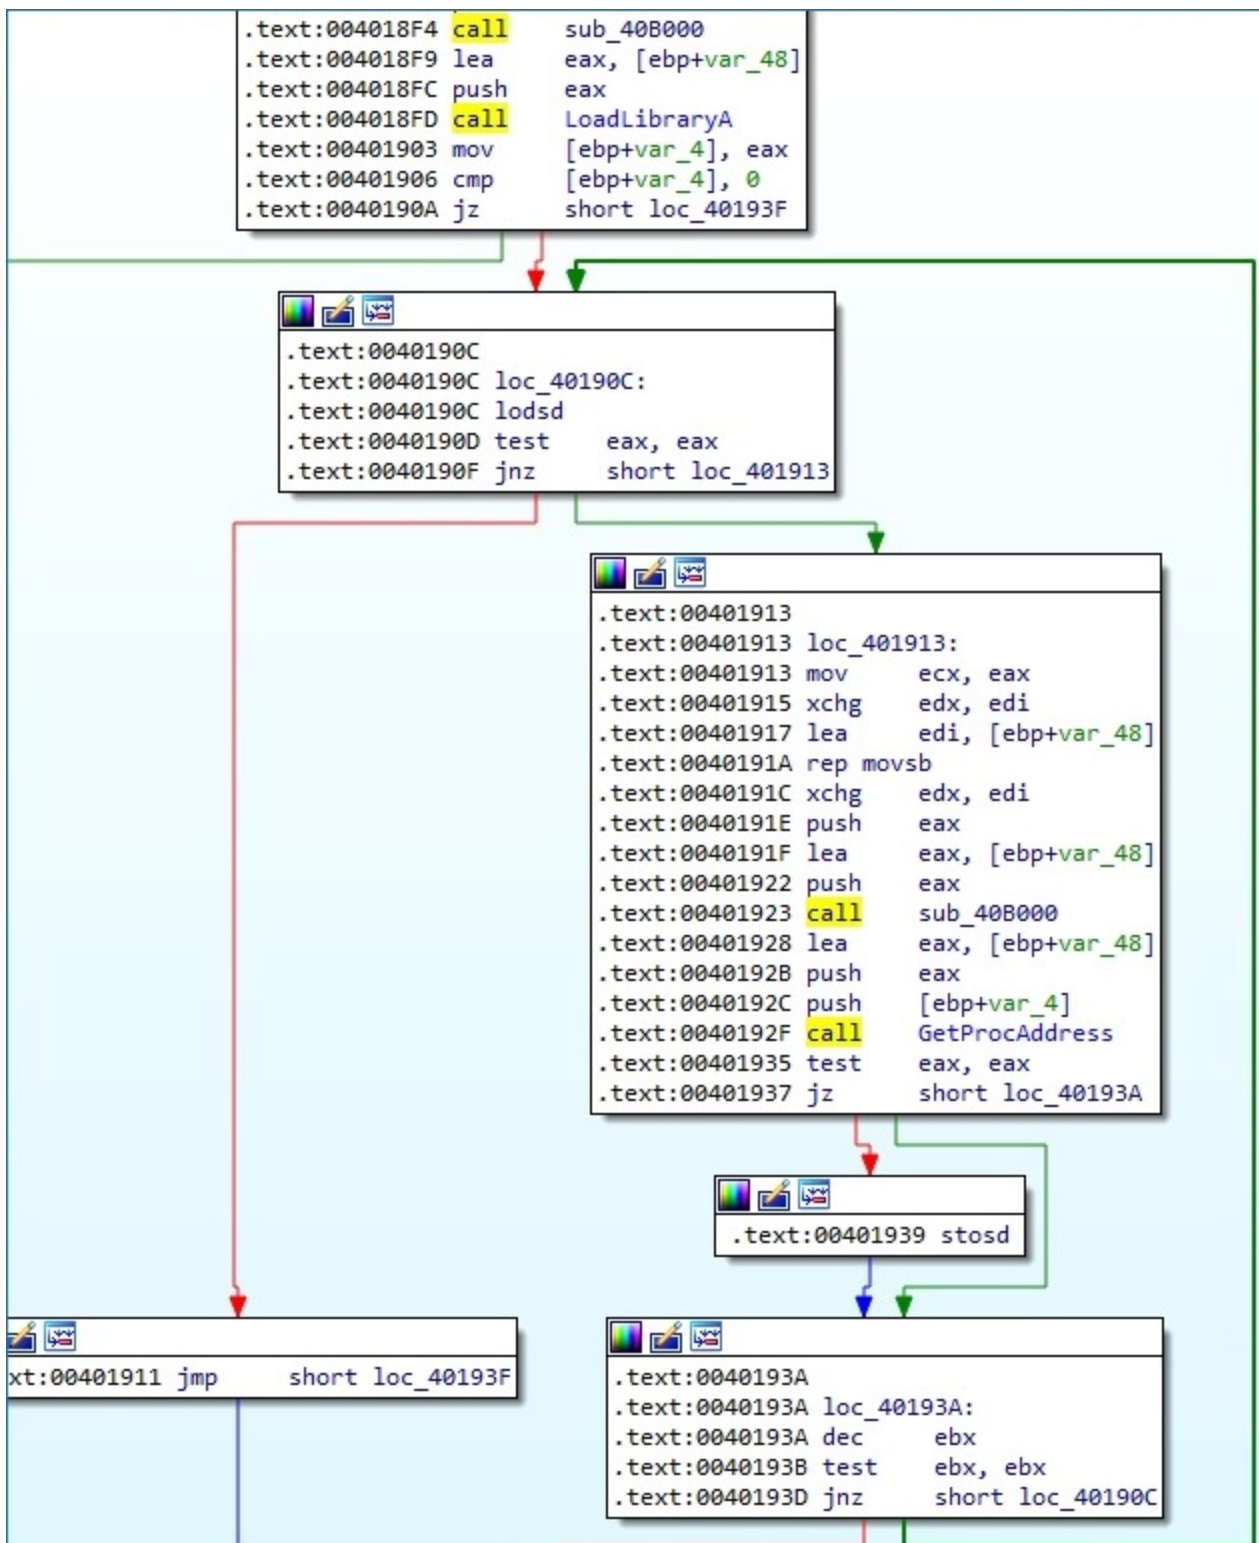 .text:004018F4 call sub_40B000
.text:004018F9 lea eax, [ebp+var_48]
.text:004018FC push eax
.text:004018FD call LoadLibraryA
.text:00401903 mov [ebp+var_4], eax
.text:00401906 cmp [ebp+var_4], 0
.text:0040190A jz short loc_40193F
.text:0040190C
.text:0040190C loc_40190C:
.text:0040190C lodsd
.text:0040190D test eax, eax
.text:0040190F jnz short loc_401913
.text:00401913
.text:00401913 loc_401913:
.text:00401913 mov ecx, eax
.text:00401915 xchg edx, edi
.text:00401917 lea edi, [ebp+var_48]
.text:0040191A rep movsb
.text:0040191C xchg edx, edi
.text:0040191E push eax
.text:0040191F lea eax, [ebp+var_48]
.text:00401922 push eax
.text:00401923 call sub_40B000
.text:00401928 lea eax, [ebp+var_48]
.text:0040192B push eax
.text:0040192C push [ebp+var_4]
.text:0040192F call GetProcAddress
.text:00401935 test eax, eax
.text:00401937 jz short loc_40193A
.text:00401939 stosd
xt:00401911 jmp short loc_40193F
.text:0040193A
.text:0040193A loc_40193A:
.text:0040193A dec ebx
.text:0040193B test ebx, ebx
.text:0040193D jnz short loc_40190C